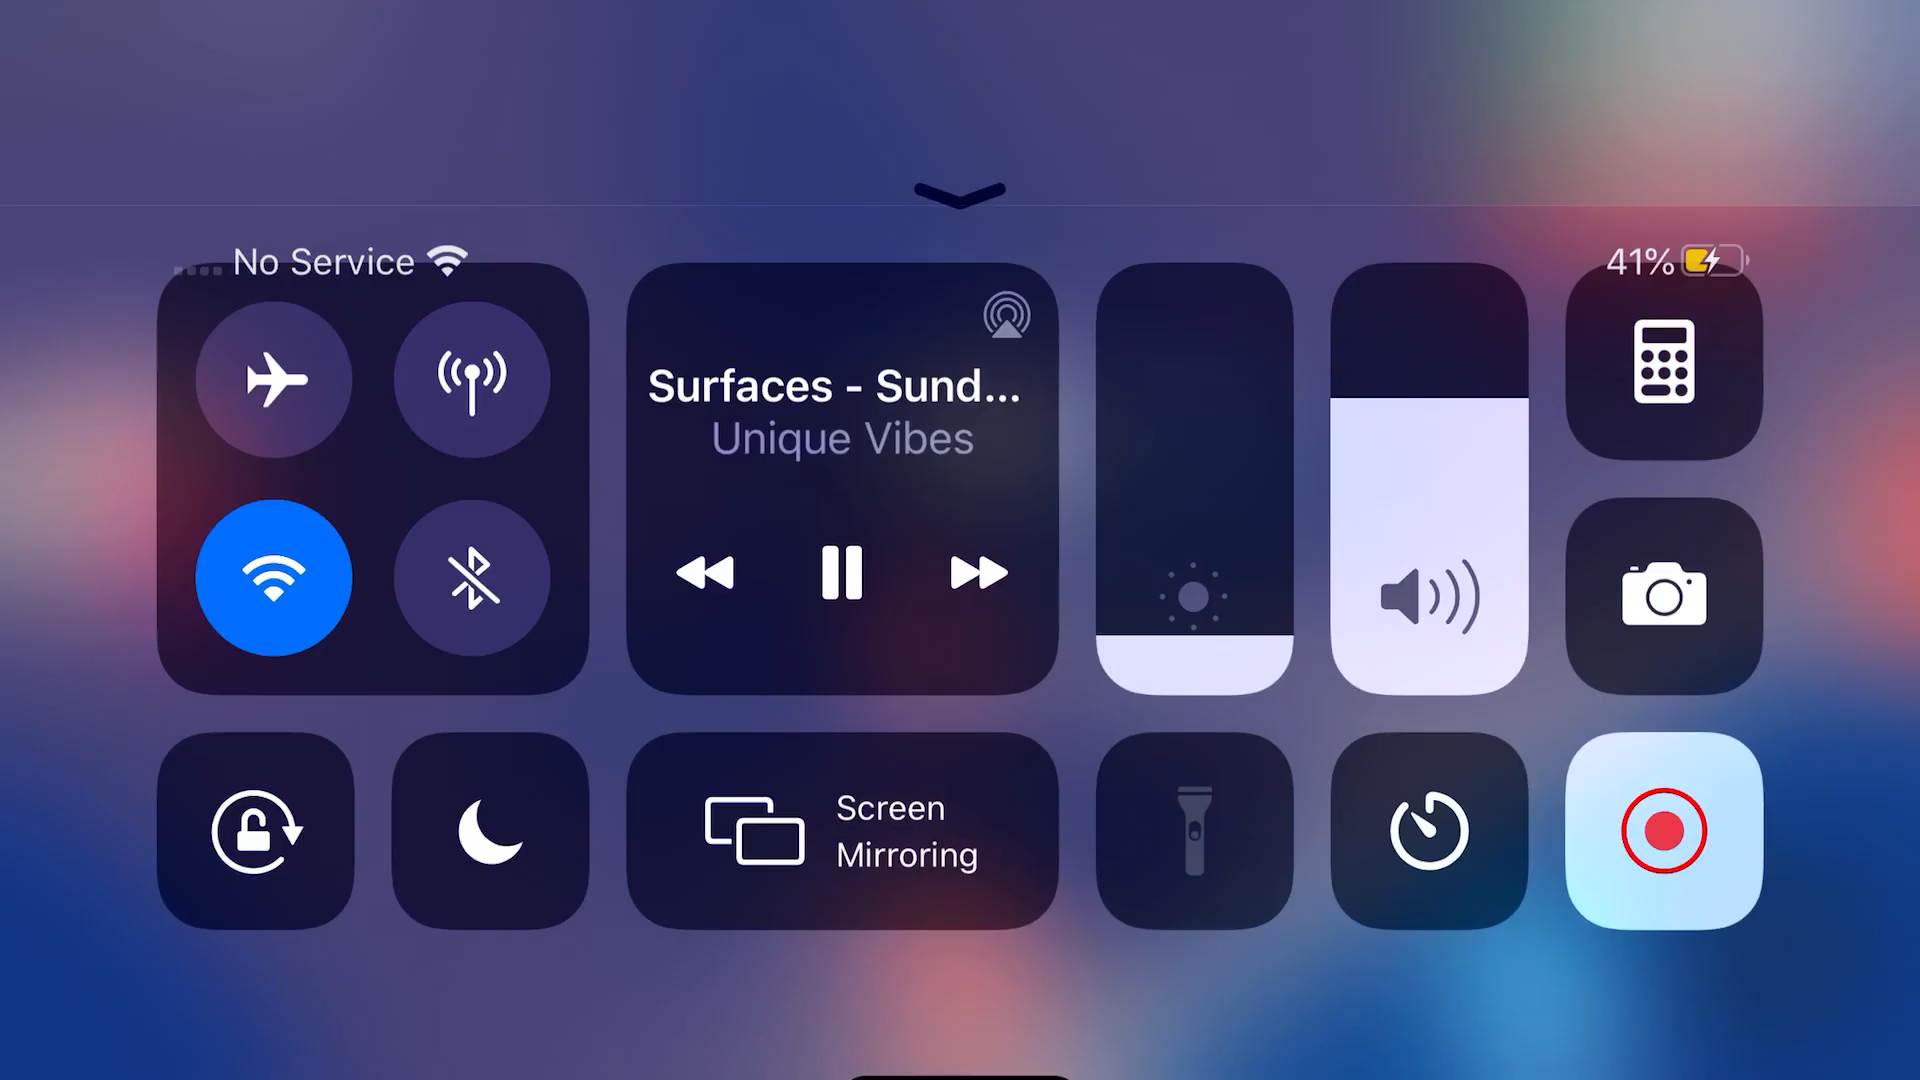 No Service
41%
Surfaces - Sund...
Unique Vibes
Screen
Mirroring